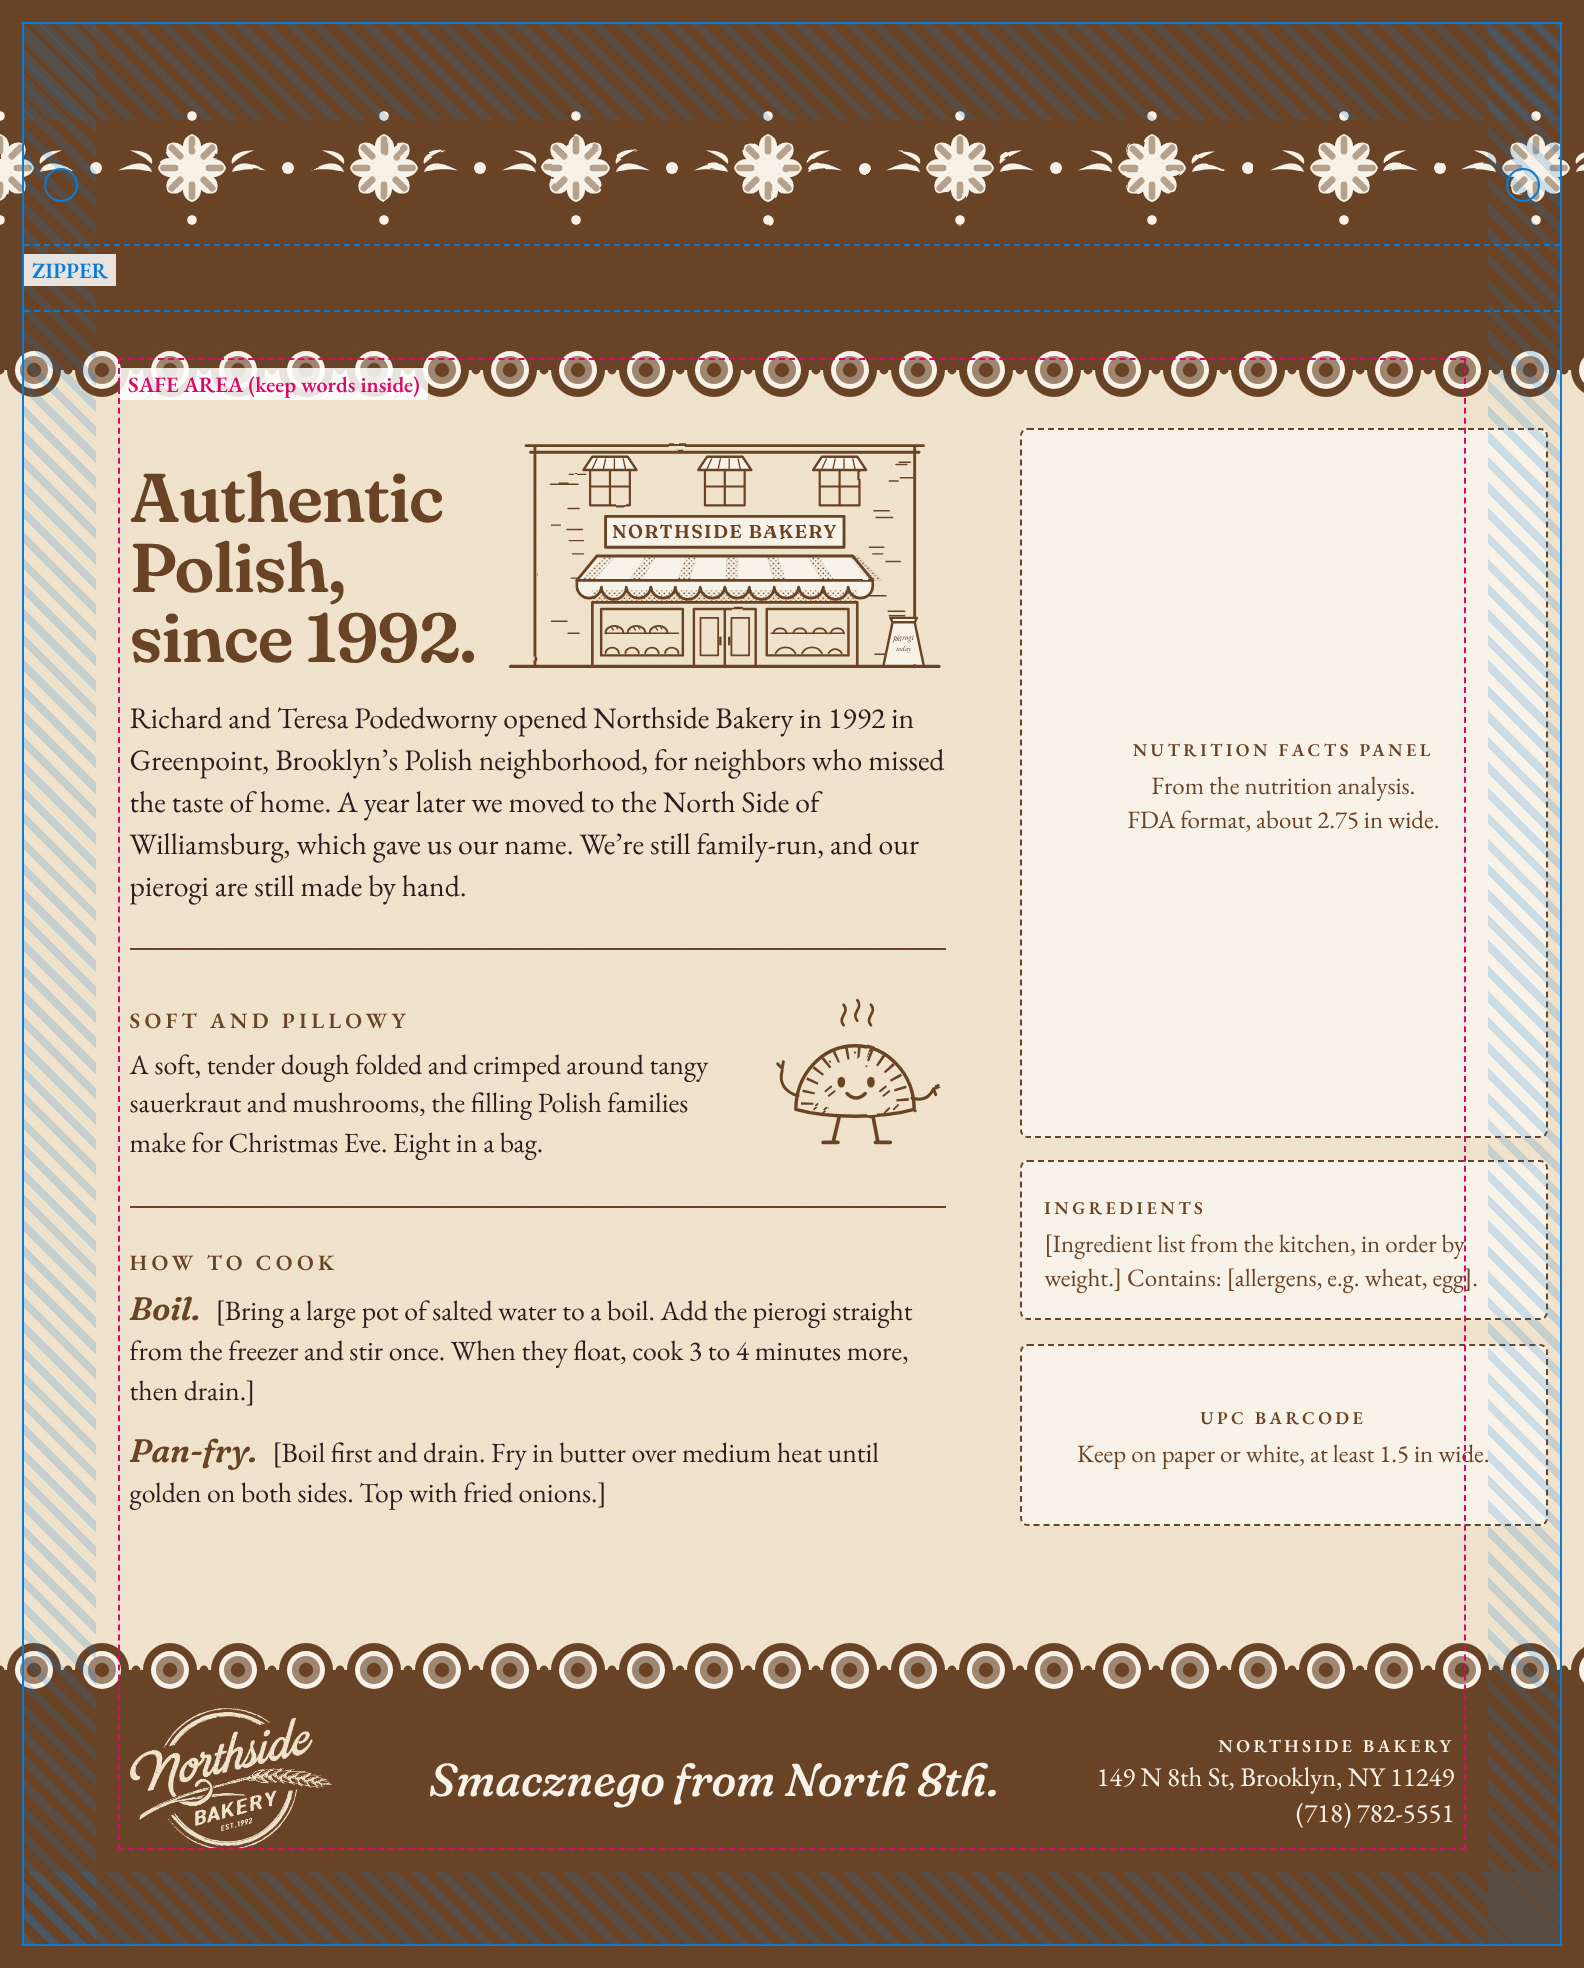 ZIPPER
SAFE AREA (keep words inside)
Authentic
Polish,
since 1992.
NORTHSIDE BAKERY
pierogi
today
Richard and Teresa Podedworny opened Northside Bakery in 1992 in
Greenpoint, Brooklyn’s Polish neighborhood, for neighbors who missed
the taste of home. A year later we moved to the North Side of
Williamsburg, which gave us our name. We’re still family-run, and our
pierogi are still made by hand.
SOFT AND PILLOWY
A soft, tender dough folded and crimped around tangy
sauerkraut and mushrooms, the filling Polish families
make for Christmas Eve. Eight in a bag.
HOW TO COOK
Boil. [Bring a large pot of salted water to a boil. Add the pierogi straight
from the freezer and stir once. When they float, cook 3 to 4 minutes more,
then drain.]
Pan-fry. [Boil first and drain. Fry in butter over medium heat until
golden on both sides. Top with fried onions.]
NUTRITION FACTS PANEL
From the nutrition analysis.
FDA format, about 2.75 in wide.
INGREDIENTS
[Ingredient list from the kitchen, in order by
weight.] Contains: [allergens, e.g. wheat, egg].
UPC BARCODE
Keep on paper or white, at least 1.5 in wide.
Northside
BAKERY
EST. 1992
Smacznego from North 8th.
NORTHSIDE BAKERY
149 N 8th St, Brooklyn, NY 11249
(718) 782-5551